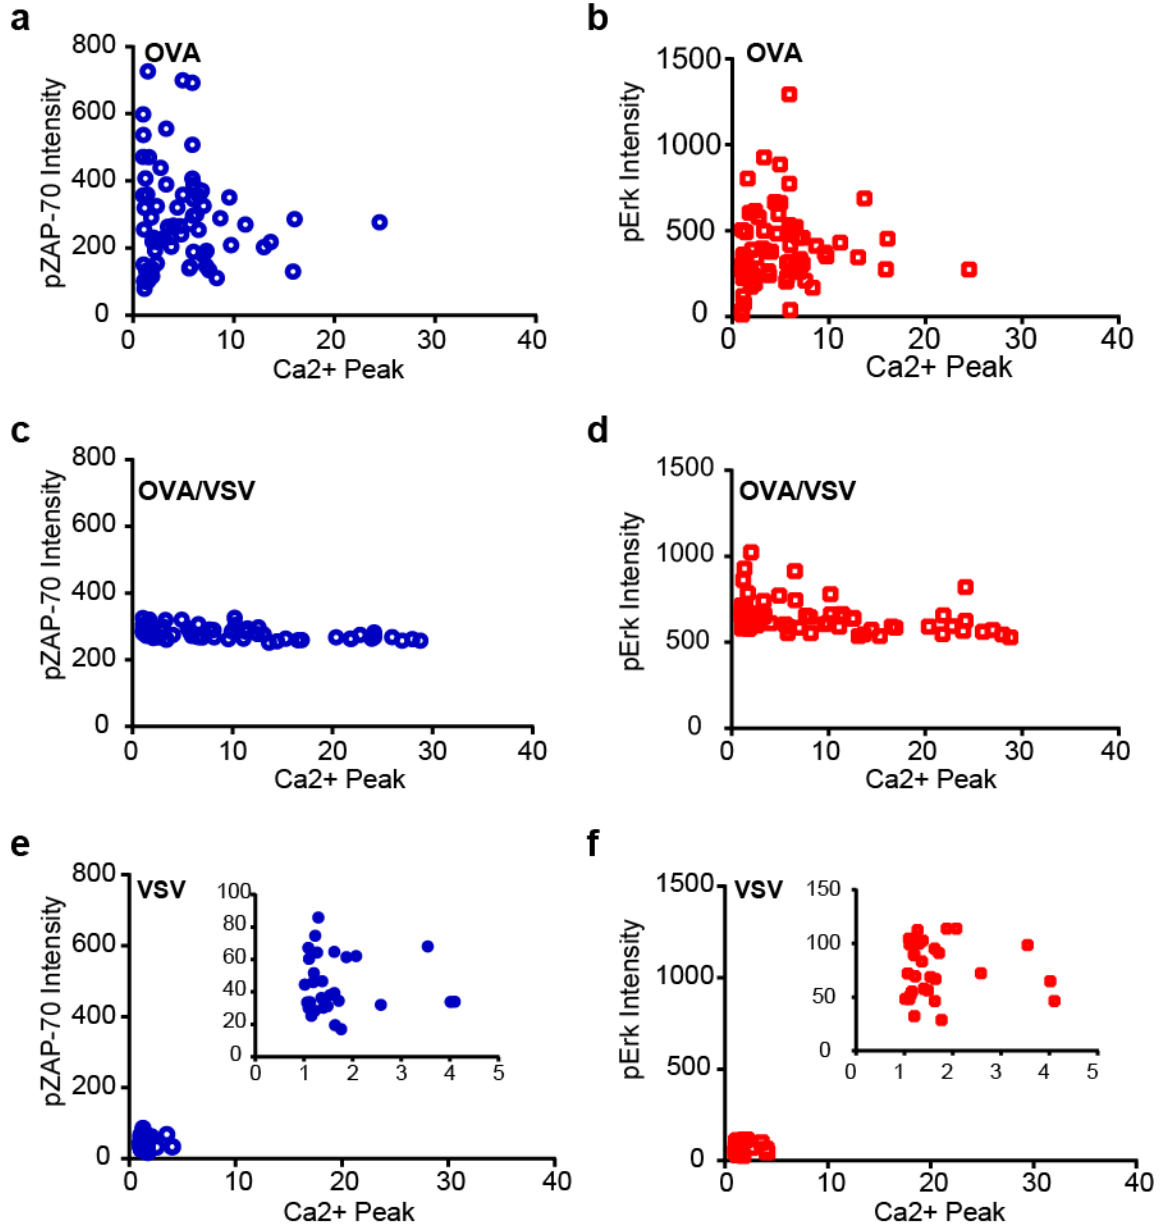 a
OVA
800
600
400
200
0
0 10 20 30 40
pZAP-70 Intensity
Ca2+ Peak
b
OVA
1500
1000
500
0
0 10 20 30 40
pErk Intensity
Ca2+ Peak
c
OVA/VSV
800
600
400
200
0
0 10 20 30 40
pZAP-70 Intensity
Ca2+ Peak
d
OVA/VSV
1500
1000
500
0
0 10 20 30 40
pErk Intensity
Ca2+ Peak
e
VSV
800
600
400
200
0
0 10 20 30 40
pZAP-70 Intensity
Ca2+ Peak
100
80
60
40
20
0
0 1 2 3 4 5
f
VSV
1500
1000
500
0
0 10 20 30 40
pErk Intensity
Ca2+ Peak
150
100
50
0
0 1 2 3 4 5